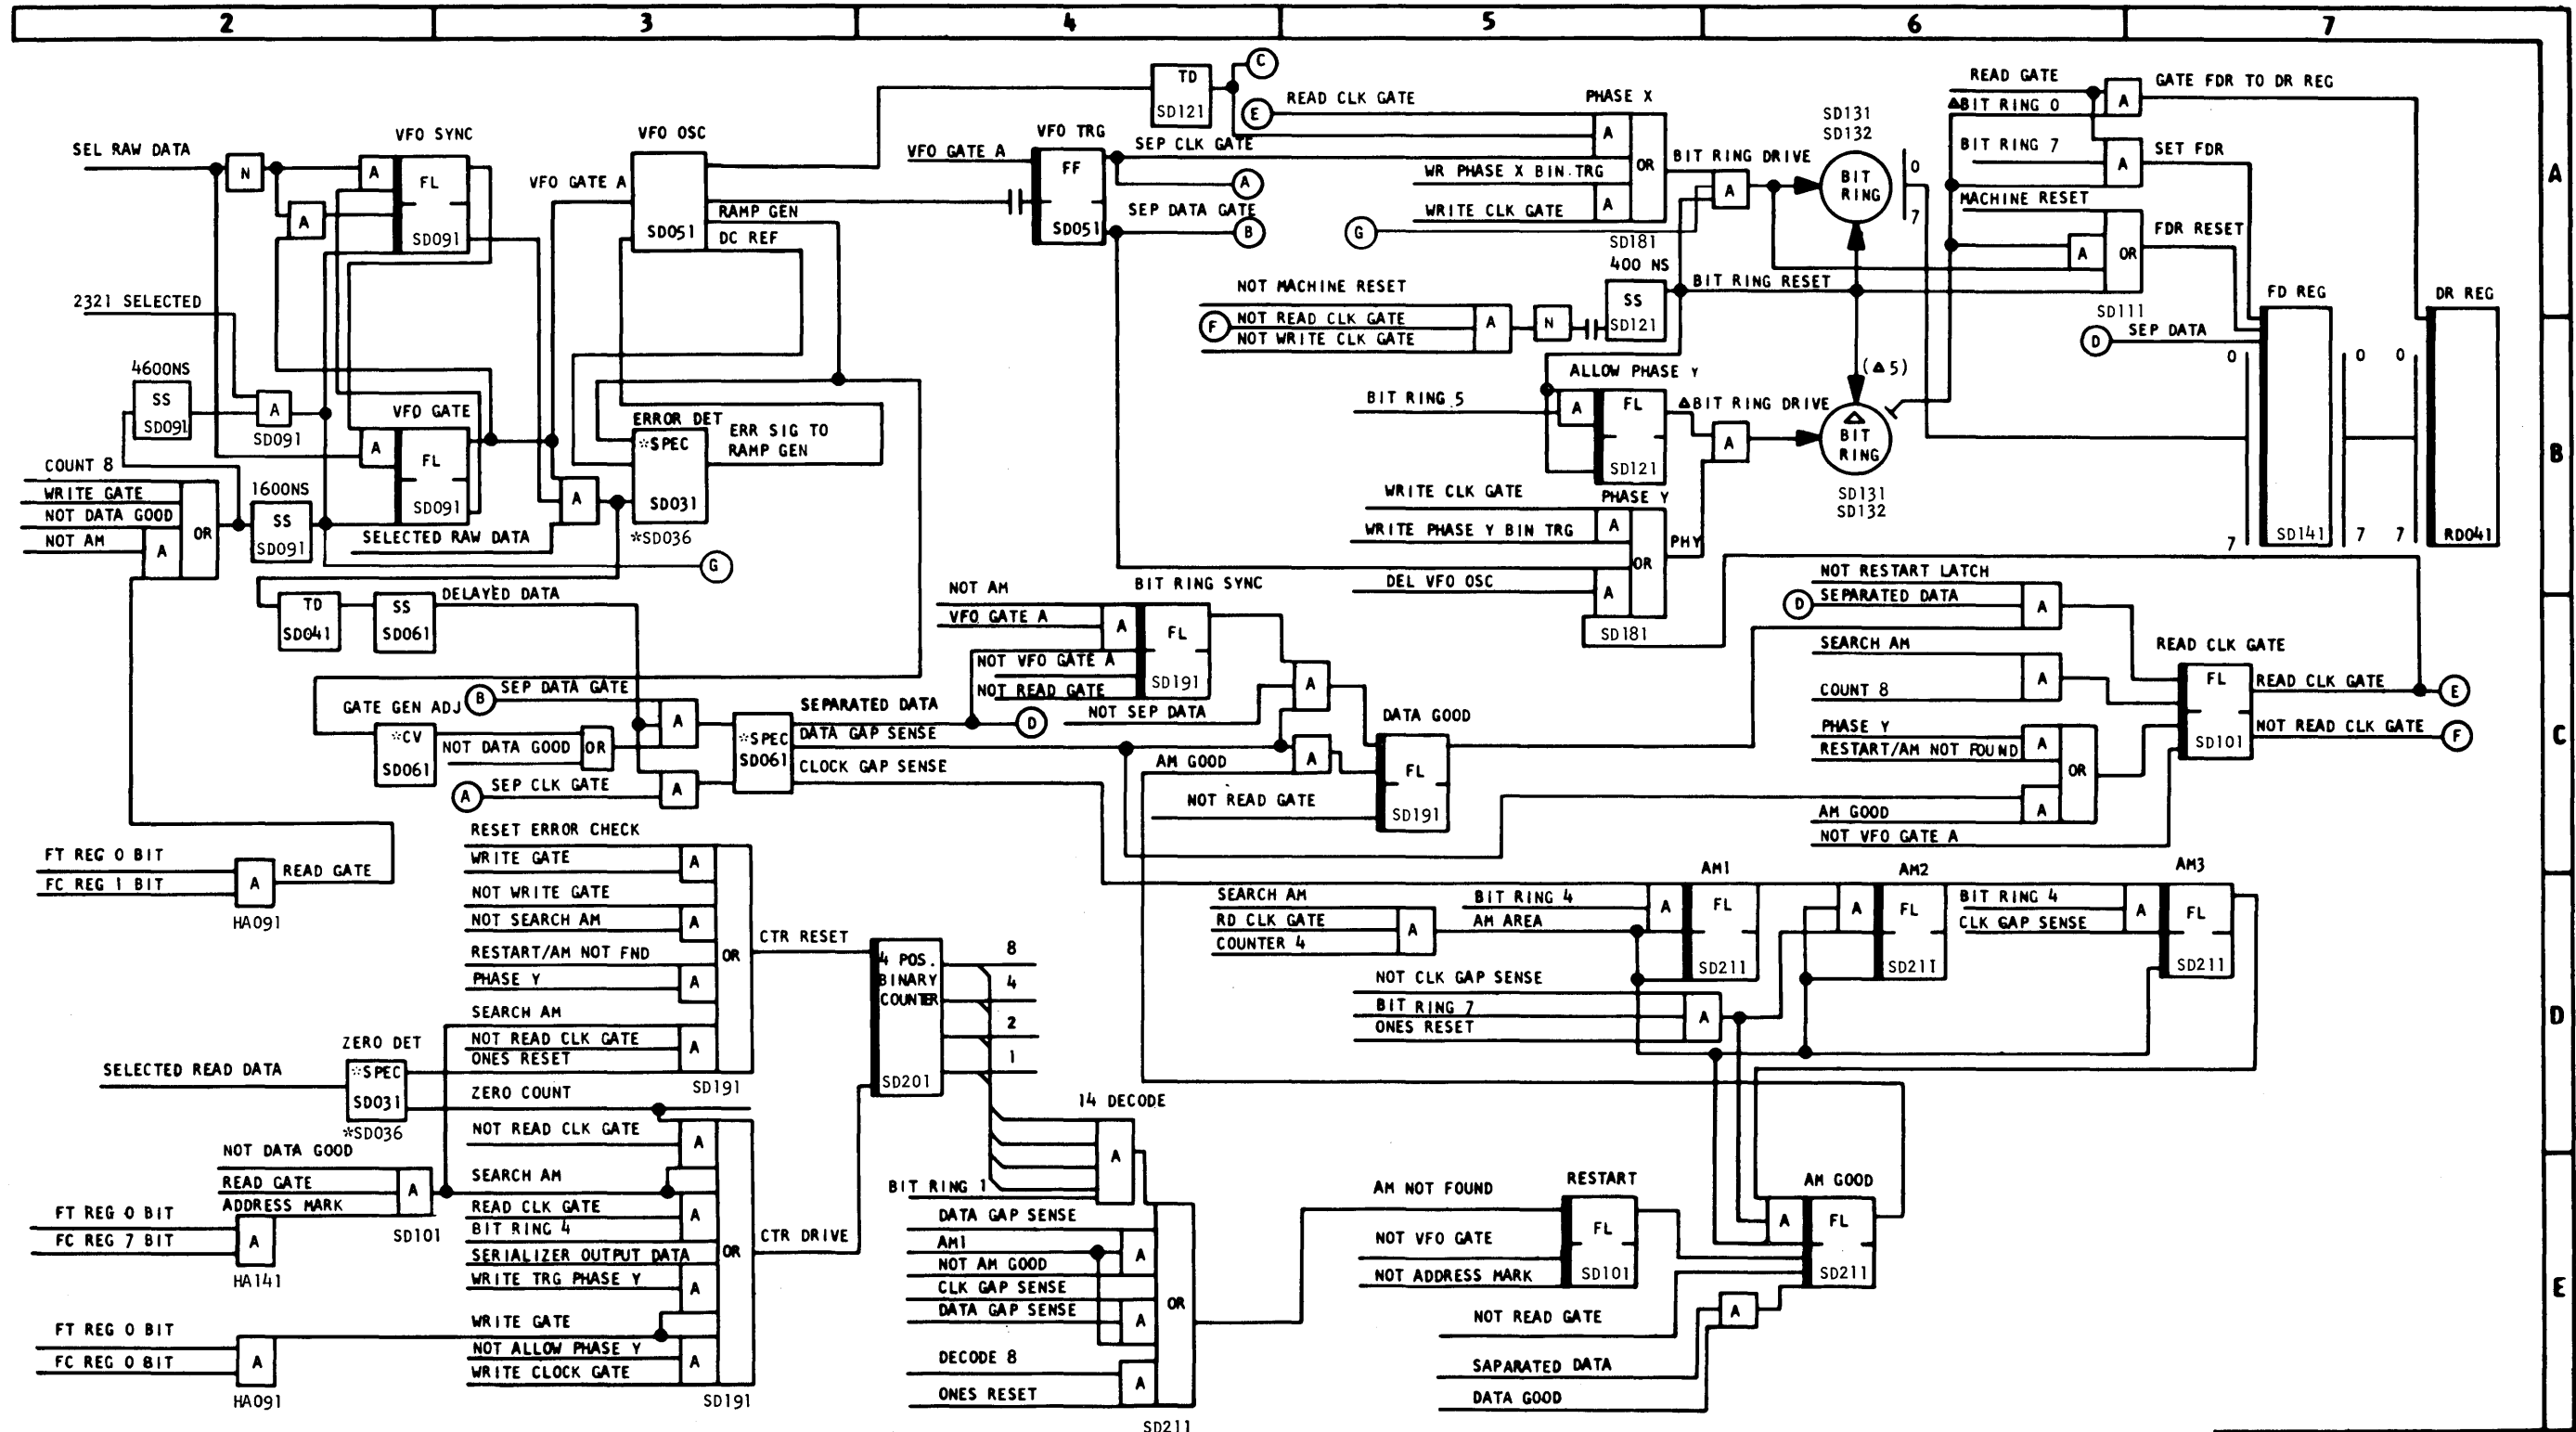 2 3 4 5 6 7
A
B
C
D
E
SEL RAW DATA
N
A
A
VFO SYNC
FL
SD091
2321 SELECTED
4600NS
SS
SD091
A
SD091
VFO GATE
A
FL
SD091
COUNT 8
WRITE GATE
NOT DATA GOOD
NOT AM
A
OR
1600NS
SS
SD091
SELECTED RAW DATA
A
G
VFO OSC
VFO GATE A
SD051
RAMP GEN
DC REF
ERROR DET
*SPEC
SD031
*SD036
ERR SIG TO
RAMP GEN
TD
SD041
SS
SD061
DELAYED DATA
TD
SD121
C
VFO TRG
VFO GATE A
FF
SD051
SEP CLK GATE
A
SEP DATA GATE
B
E
READ CLK GATE
PHASE X
A
WR PHASE X BIN TRG
WRITE CLK GATE
A
OR
SD181
G
BIT RING DRIVE
A
400 NS
SS
SD121
NOT MACHINE RESET
F
NOT READ CLK GATE
NOT WRITE CLK GATE
A
N
BIT RING RESET
SD131
SD132
BIT
RING
0
7
ALLOW PHASE Y
BIT RING 5
A
FL
SD121
ΔBIT RING DRIVE
A
(Δ5)
Δ
BIT
RING
SD131
SD132
WRITE CLK GATE
PHASE Y
WRITE PHASE Y BIN TRG
A
OR
PHY
DEL VFO OSC
A
SD181
READ GATE
ΔBIT RING 0
A
GATE FDR TO DR REG
BIT RING 7
A
SET FDR
MACHINE RESET
A
OR
FDR RESET
SD111
D
SEP DATA
FD REG
0
7
SD141
0
7
0
7
DR REG
RD041
GATE GEN ADJ
*CV
SD061
B
SEP DATA GATE
NOT DATA GOOD
OR
A
A
SEP CLK GATE
A
*SPEC
SD061
SEPARATED DATA
DATA GAP SENSE
CLOCK GAP SENSE
D
NOT AM
VFO GATE A
A
BIT RING SYNC
FL
SD191
NOT VFO GATE A
NOT READ GATE
NOT SEP DATA
A
AM GOOD
A
NOT READ GATE
DATA GOOD
FL
SD191
NOT RESTART LATCH
D
SEPARATED DATA
A
SEARCH AM
COUNT 8
A
PHASE Y
RESTART/AM NOT FOUND
A
OR
AM GOOD
A
NOT VFO GATE A
READ CLK GATE
FL
SD101
READ CLK GATE
E
NOT READ CLK GATE
F
FT REG 0 BIT
FC REG 1 BIT
A
HA091
READ GATE
RESET ERROR CHECK
WRITE GATE
A
NOT WRITE GATE
NOT SEARCH AM
A
RESTART/AM NOT FND
PHASE Y
A
SEARCH AM
NOT READ CLK GATE
ONES RESET
A
OR
SD191
CTR RESET
4 POS.
BINARY
COUNTER
SD201
8
4
2
1
SEARCH AM
RD CLK GATE
COUNTER 4
A
BIT RING 4
AM AREA
A
AM1
FL
SD211
NOT CLK GAP SENSE
BIT RING 7
ONES RESET
A
AM2
A
FL
SD211
BIT RING 4
CLK GAP SENSE
A
AM3
FL
SD211
SELECTED READ DATA
ZERO DET
*SPEC
SD031
*SD036
ZERO COUNT
NOT READ CLK GATE
A
SEARCH AM
READ CLK GATE
BIT RING 4
A
SERIALIZER OUTPUT DATA
WRITE TRG PHASE Y
A
WRITE GATE
NOT ALLOW PHASE Y
WRITE CLOCK GATE
A
OR
SD191
CTR DRIVE
NOT DATA GOOD
READ GATE
ADDRESS MARK
A
SD101
FT REG 0 BIT
FC REG 7 BIT
A
HA141
FT REG 0 BIT
FC REG 0 BIT
A
HA091
14 DECODE
A
BIT RING 1
DATA GAP SENSE
AM1
NOT AM GOOD
A
CLK GAP SENSE
DATA GAP SENSE
A
DECODE 8
ONES RESET
A
OR
SD211
AM NOT FOUND
NOT VFO GATE
NOT ADDRESS MARK
RESTART
FL
SD101
NOT READ GATE
SAPARATED DATA
DATA GOOD
A
AM GOOD
A
FL
SD211